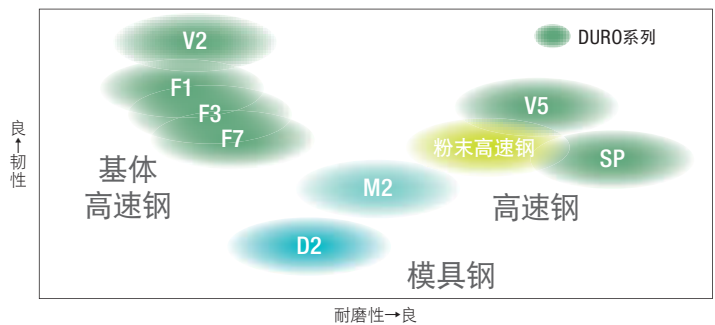 V2
DURO系列
F1
F3
F7
V5
粉末高速钢
SP
良→韧性
基体
高速钢
M2
高速钢
D2
模具钢
耐磨性→良